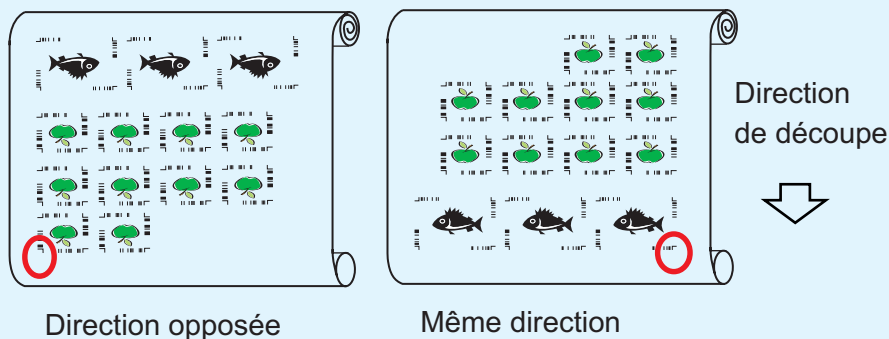 Direction
de découpe
Direction opposée
Même direction